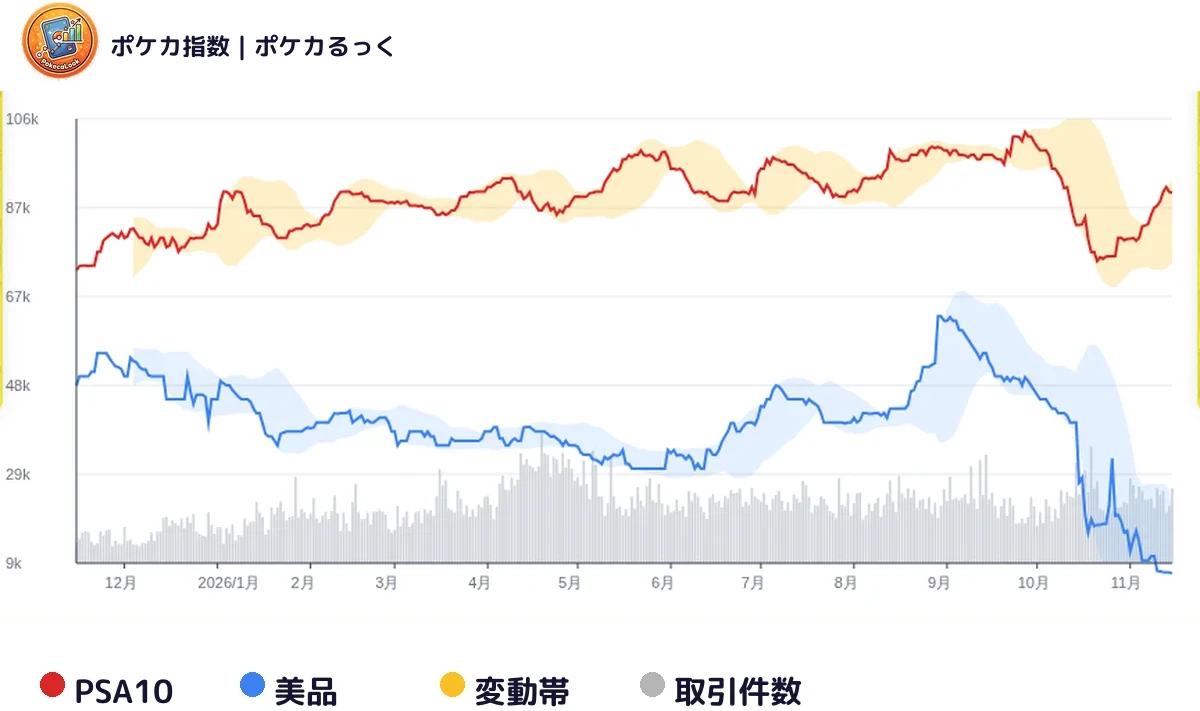 PokecaLook
ポケカ指数 | ポケカるっく
106k
87k
67k
48k
29k
9k
12月 2026/1月 2月 3月 4月 5月 6月 7月 8月 9月 10月 11月
PSA10 美品 変動帯 取引件数